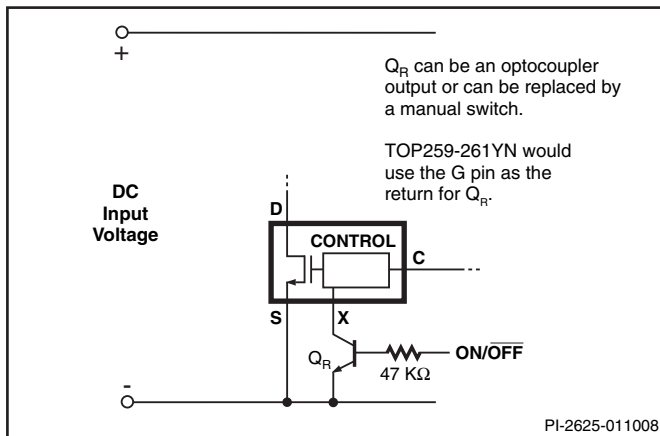 +
Q_R can be an optocoupler
output or can be replaced by
a manual switch.
TOP259-261YN would
use the G pin as the
return for Q_R.
DC
Input
Voltage
D
CONTROL
C
S
X
Q_R
47 KΩ
ON/O̅F̅F̅
-
PI-2625-011008